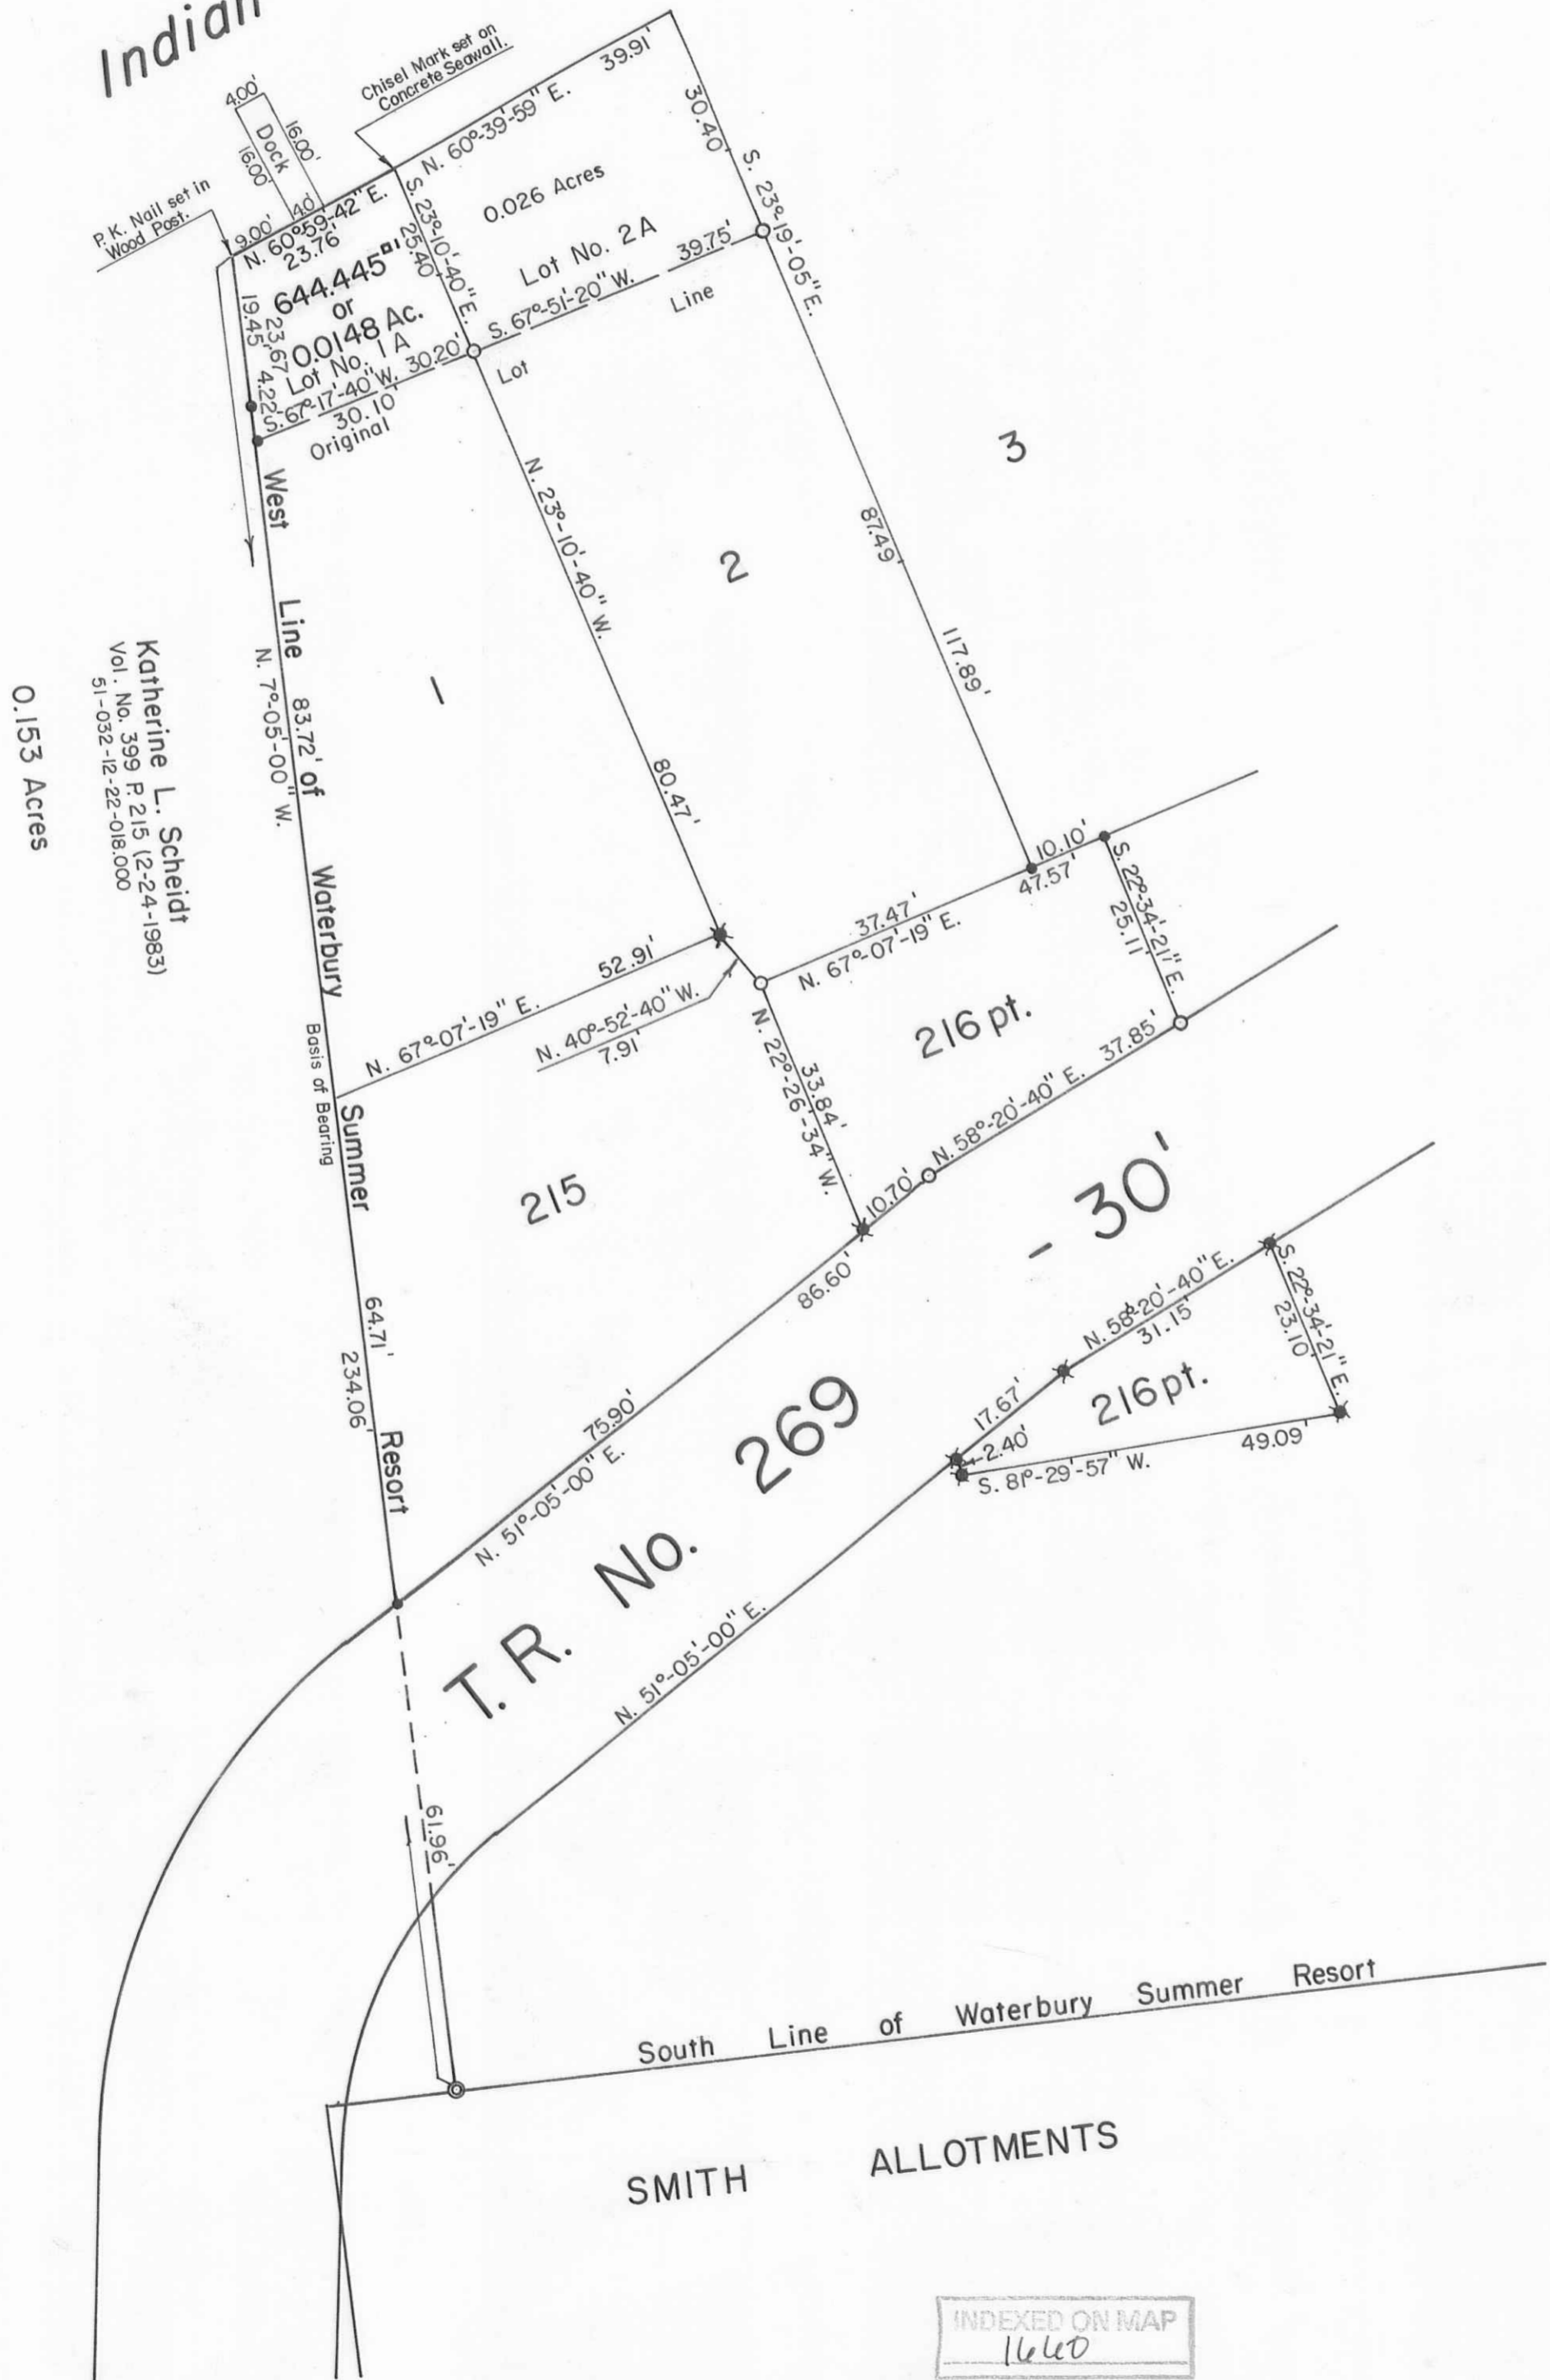 Indian
Chisel Mark set on
Concrete Seawall.
P. K. Nail set in
Wood Post.
4.00'
16.00'
Dock
16.00'
9.00'
4.0'
N. 60°-59'-42" E.
23.76'
N. 60°-39'-59" E.
39.91'
30.40'
S. 23°-19'-05" E.
S. 23°-10'-40" E.
25.40'
0.026 Acres
Lot No. 2A
39.75'
S. 67°-51'-20" W.
Line
Lot
Original
644.445□'
or
0.0148 Ac.
Lot No. 1A
30.20'
S. 67°-17'-40" W.
30.10'
19.45'
23.67'
4.22'
West Line 83.72' of Waterbury Summer Resort
N. 7°-05'-00" W.
Basis of Bearing
64.71'
234.06'
61.96'
Katherine L. Scheidt
Vol. No. 399 P. 215 (2-24-1983)
51-032-12-22-018.000
0.153 Acres
1
2
3
N. 23°-10'-40" W.
80.47'
87.49'
117.89'
10.10'
47.57'
37.47'
N. 67°-07'-19" E.
S. 22°-34'-21" E.
25.11'
52.91'
N. 67°-07'-19" E.
N. 40°-52'-40" W.
7.91'
216 pt.
37.85'
N. 58°-20'-40" E.
33.84'
N. 22°-26'-34" W.
10.70'
215
86.60'
75.90'
N. 51°-05'-00" E.
T. R. No. 269 - 30'
N. 58°-20'-40" E.
31.15'
S. 22°-34'-21" E.
23.10'
216 pt.
17.67'
2.40'
49.09'
S. 81°-29'-57" W.
N. 51°-05'-00" E.
South Line of Waterbury Summer Resort
SMITH ALLOTMENTS
INDEXED ON MAP
1640